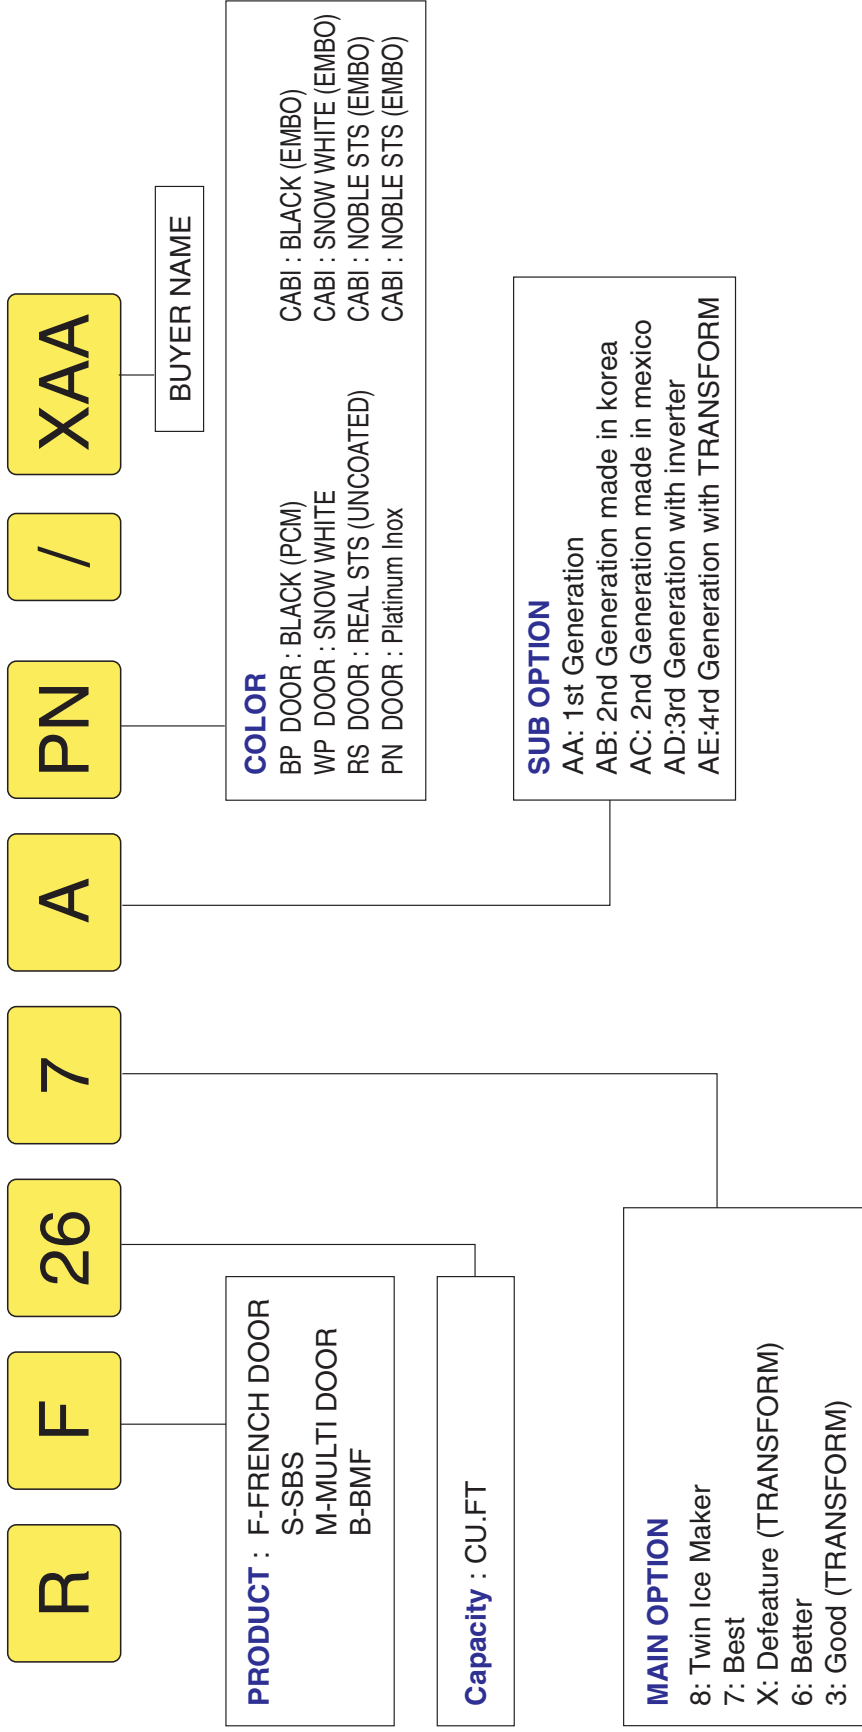 R F 26 7 A PN / XAA
BUYER NAME
PRODUCT : F-FRENCH DOOR
S-SBS
M-MULTI DOOR
B-BMF
COLOR
BP DOOR : BLACK (PCM) CABI : BLACK (EMBO)
WP DOOR : SNOW WHITE CABI : SNOW WHITE (EMBO)
RS DOOR : REAL STS (UNCOATED) CABI : NOBLE STS (EMBO)
PN DOOR : Platinum Inox CABI : NOBLE STS (EMBO)
Capacity : CU.FT
SUB OPTION
AA: 1st Generation
AB: 2nd Generation made in korea
AC: 2nd Generation made in mexico
AD:3rd Generation with inverter
AE:4rd Generation with TRANSFORM
MAIN OPTION
8: Twin Ice Maker
7: Best
X: Defeature (TRANSFORM)
6: Better
3: Good (TRANSFORM)